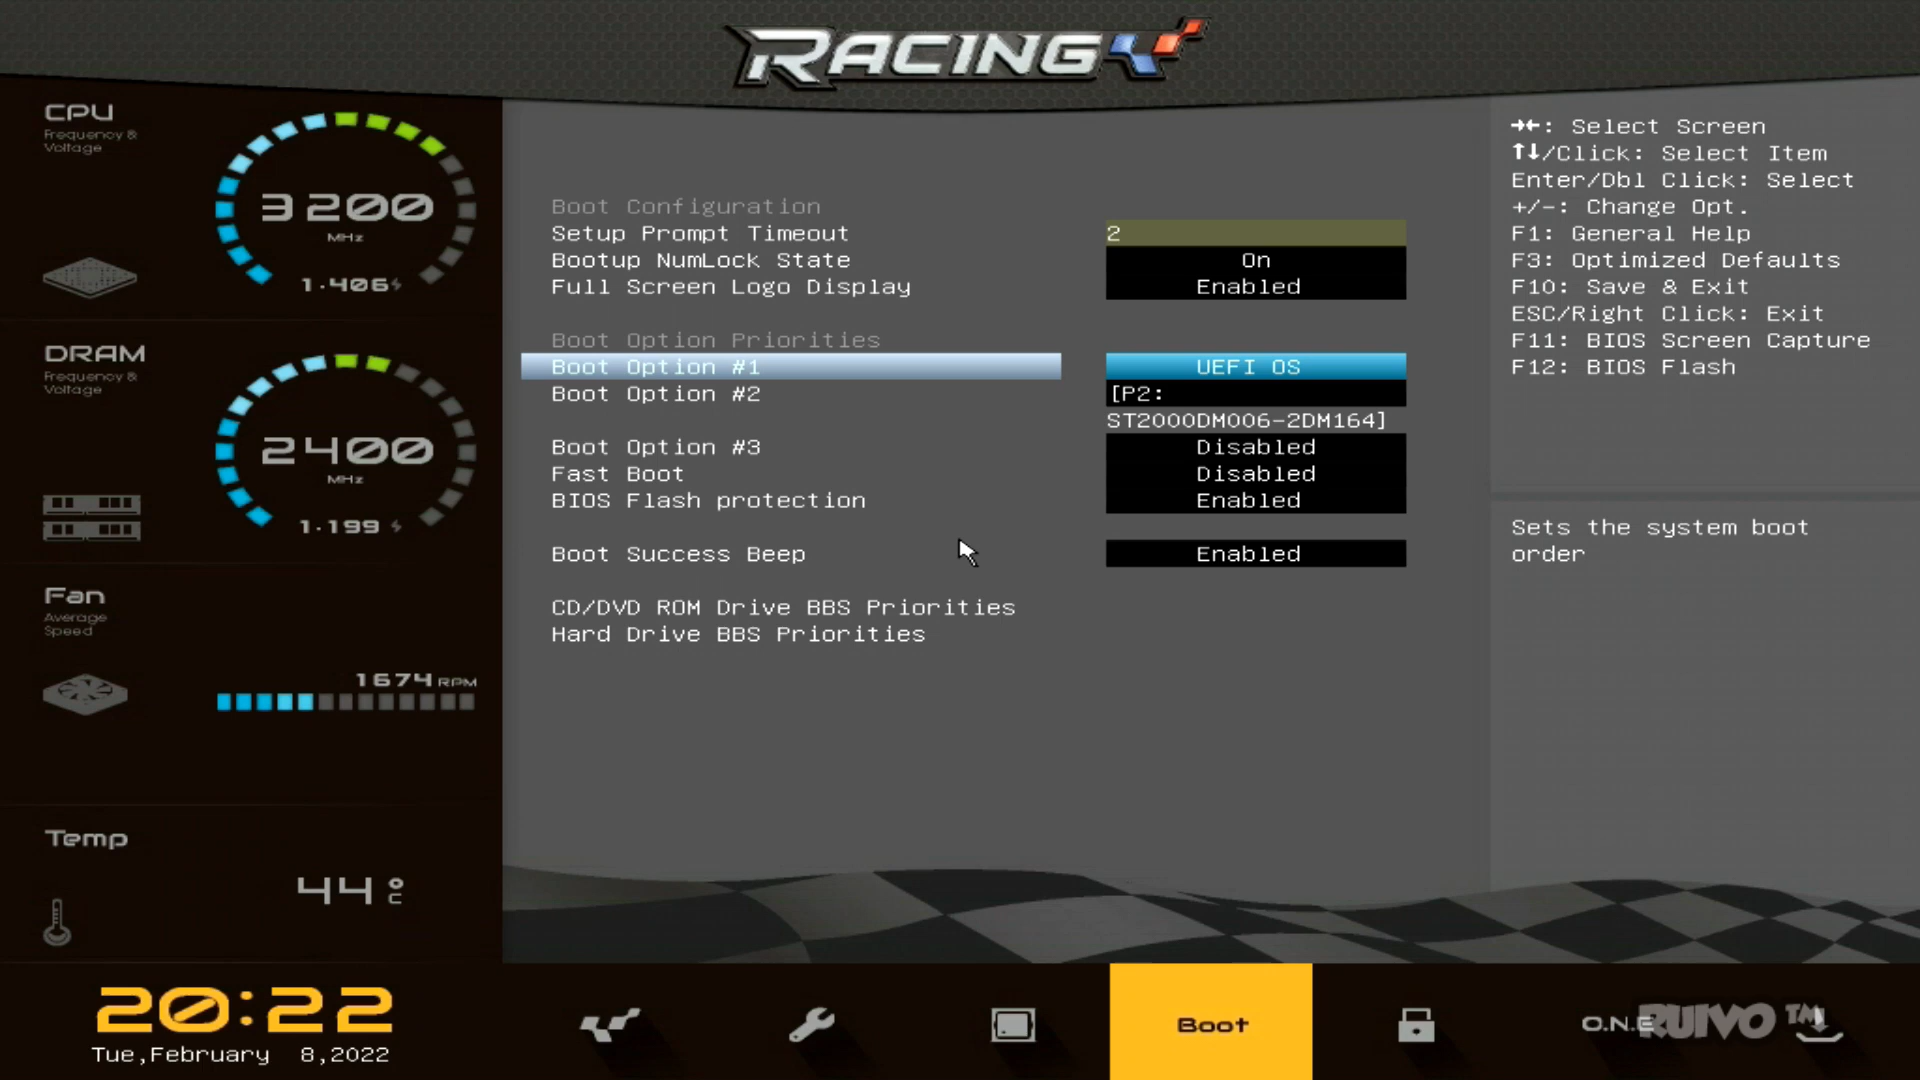 RACING
CPU
Frequency &
Voltage
3200
MHz
1.406
DRAM
Frequency &
Voltage
2400
MHz
1.199
Fan
Average
Speed
1674 RPM
Temp
44 °C
20:22
Tue,February 8,2022
Boot Configuration
Setup Prompt Timeout 2
Bootup NumLock State On
Full Screen Logo Display Enabled
Boot Option Priorities
Boot Option #1 UEFI OS
Boot Option #2 [P2:
ST2000DM006-2DM164]
Boot Option #3 Disabled
Fast Boot Disabled
BIOS Flash protection Enabled
Boot Success Beep Enabled
CD/DVD ROM Drive BBS Priorities
Hard Drive BBS Priorities
→←: Select Screen
↑↓/Click: Select Item
Enter/Dbl Click: Select
+/-: Change Opt.
F1: General Help
F3: Optimized Defaults
F10: Save & Exit
ESC/Right Click: Exit
F11: BIOS Screen Capture
F12: BIOS Flash
Sets the system boot
order
Boot
O.N.E
RUIVO ™